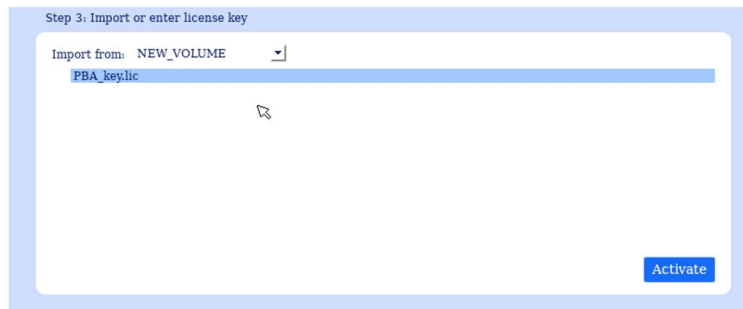 Step 3: Import or enter license key
Import from: NEW_VOLUME
PBA_key.lic
Activate